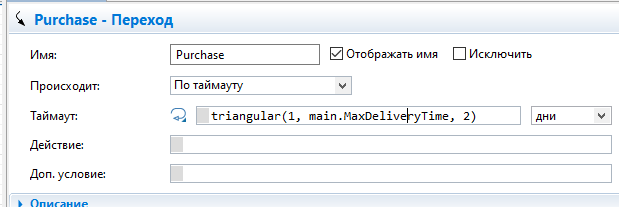 Purchase - Переход
Имя: Purchase Отображать имя Исключить
Происходит: По таймауту
Таймаут: triangular(1, main.MaxDeliveryTime, 2) дни
Действие:
Доп. условие:
Описание